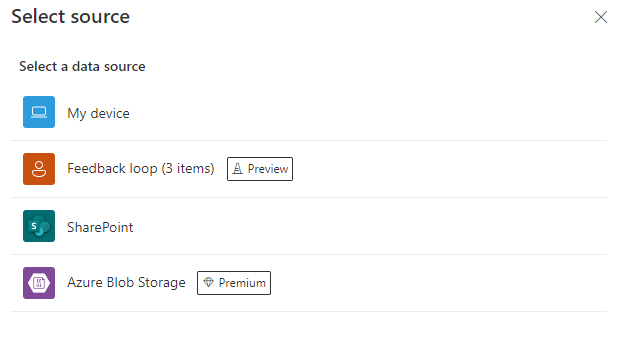 Select source
Select a data source
My device
Feedback loop (3 items) Preview
S
SharePoint
Azure Blob Storage Premium